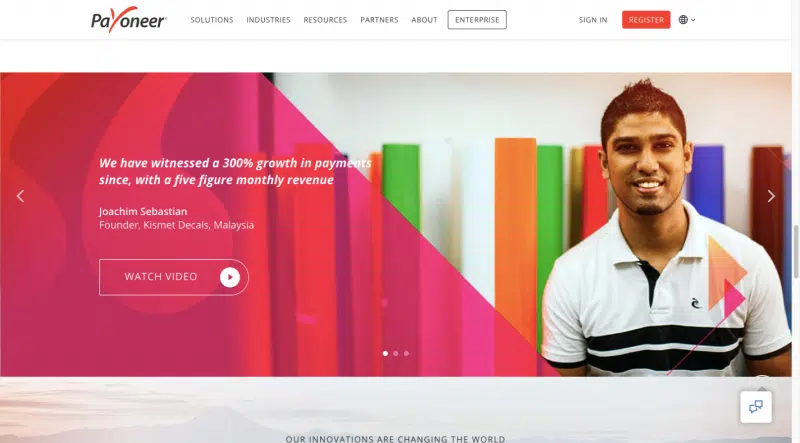 Payoneer
SOLUTIONS INDUSTRIES RESOURCES PARTNERS ABOUT ENTERPRISE SIGN IN REGISTER
We have witnessed a 300% growth in payments
since, with a five figure monthly revenue
Joachim Sebastian
Founder, Kismet Decals, Malaysia
WATCH VIDEO
OUR INNOVATIONS ARE CHANGING THE WORLD